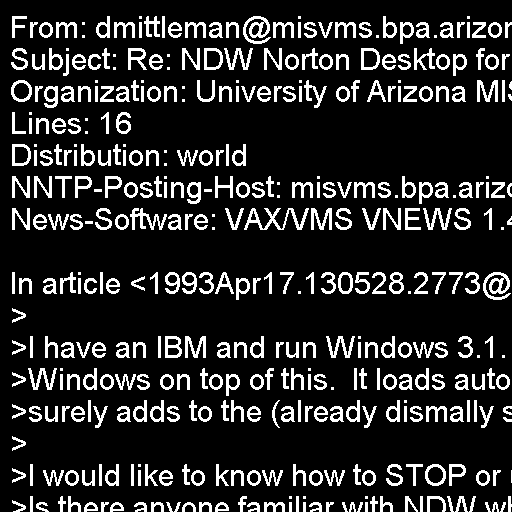 From: dmittleman@misvms.bpa.arizon
Subject: Re: NDW Norton Desktop for
Organization: University of Arizona MIS
Lines: 16
Distribution: world
NNTP-Posting-Host: misvms.bpa.arizo
News-Software: VAX/VMS VNEWS 1.4
In article <1993Apr17.130528.2773@
>
>I have an IBM and run Windows 3.1.
>Windows on top of this.  It loads auto
>surely adds to the (already dismally s
>
>I would like to know how to STOP or
>Is there anyone familiar with NDW wh